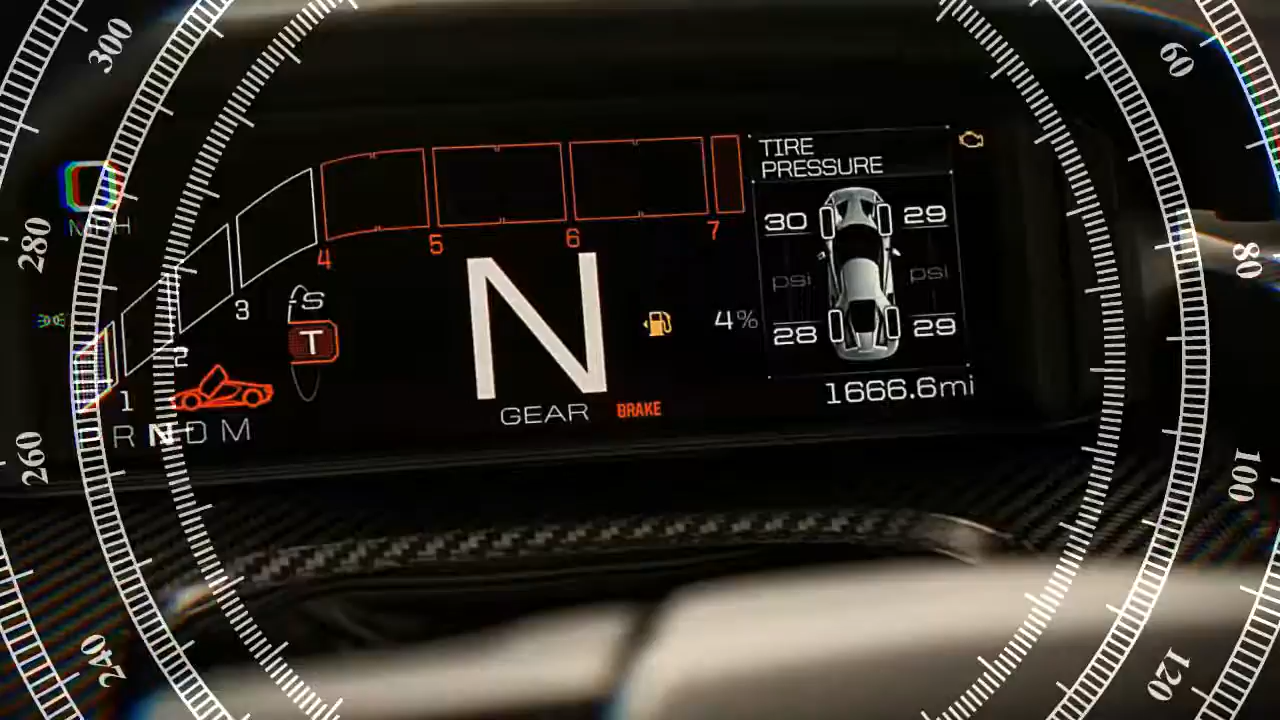 300
60
TIRE
PRESSURE
30 29
MPH
280
80
4 5 6 7
psi psi
3
S
T
4%
28 29
2
1666.6mi
1
GEAR BRAKE
R N D M
260
100
240
120